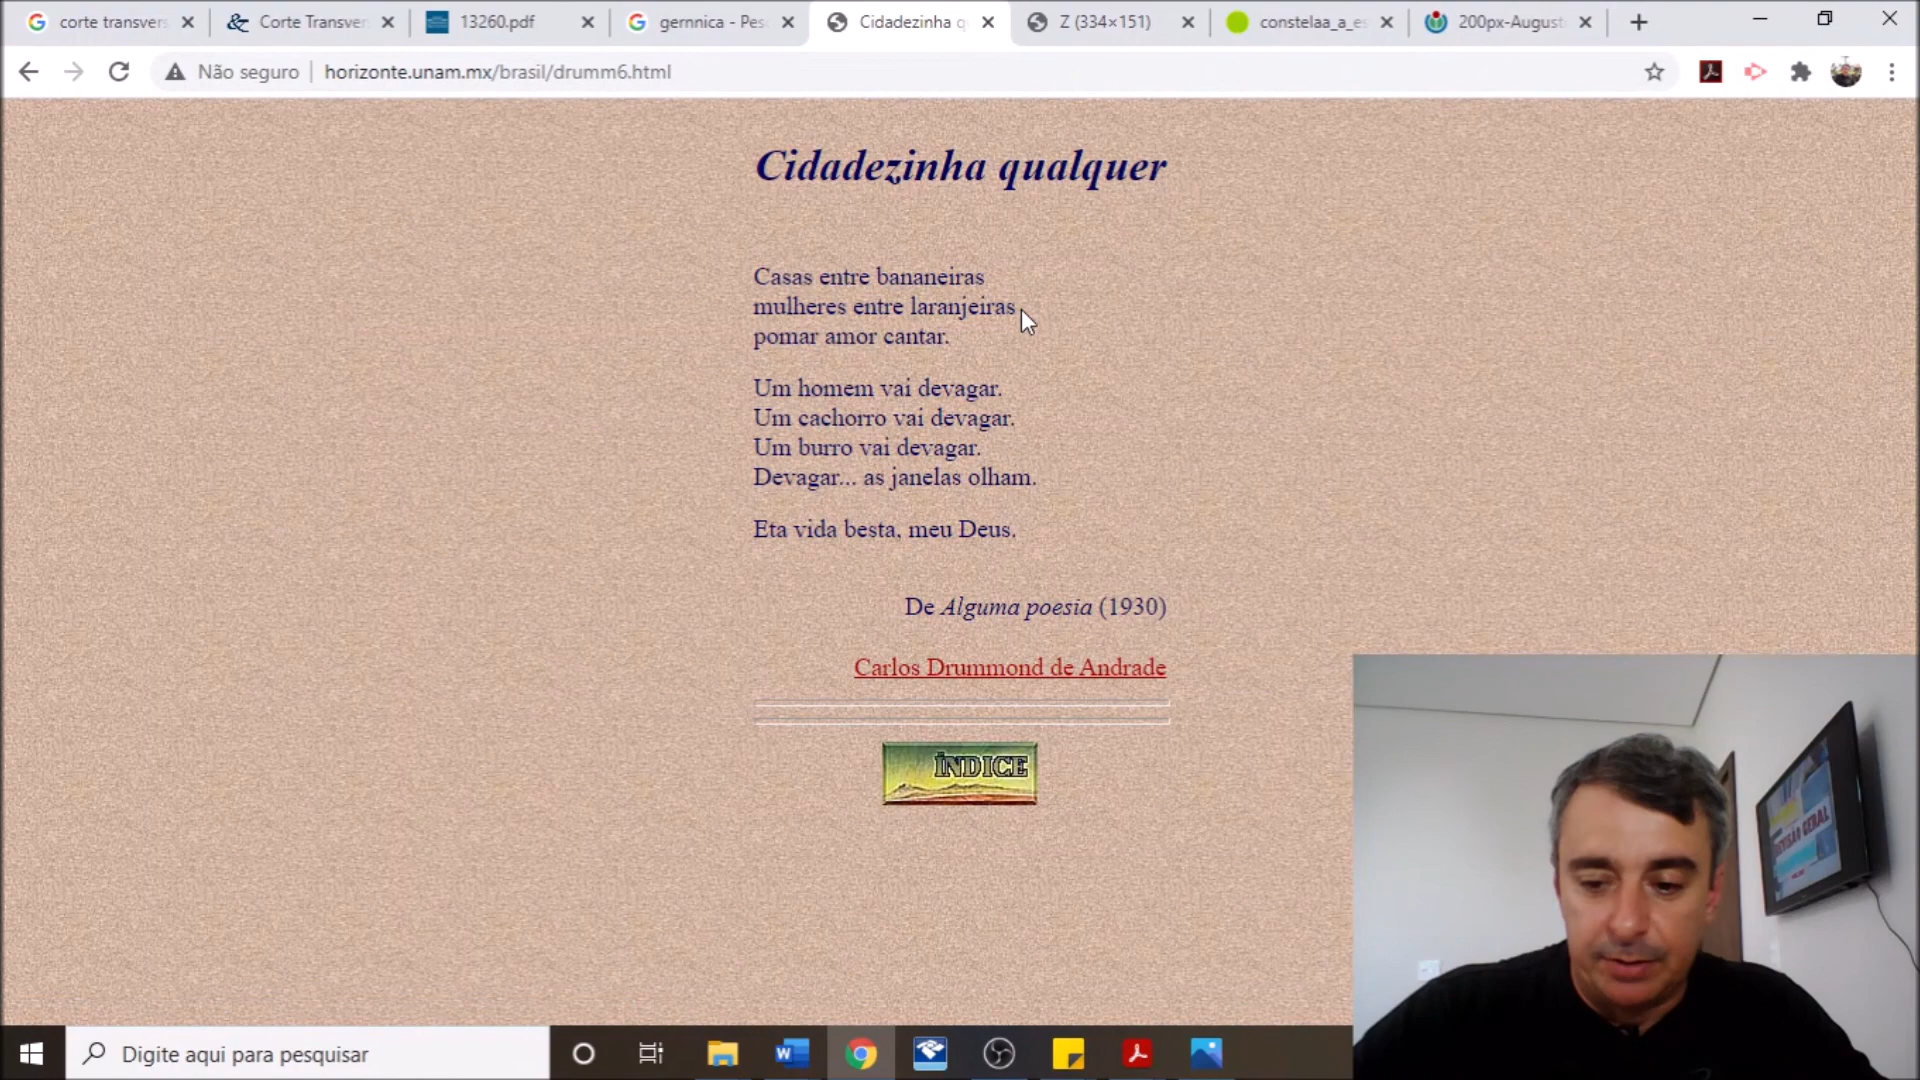 corte transvers
Corte Transver
13260.pdf
gernnica - Pes
Cidadezinha q
Z (334×151)
constelaa_a_es
200px-August
Não seguro
horizonte.unam.mx/brasil/drumm6.html
Cidadezinha qualquer
Casas entre bananeiras
mulheres entre laranjeiras
pomar amor cantar.
Um homem vai devagar.
Um cachorro vai devagar.
Um burro vai devagar.
Devagar... as janelas olham.
Eta vida besta, meu Deus.
De Alguma poesia (1930)
Carlos Drummond de Andrade
ÍNDICE
GERAL
Digite aqui para pesquisar